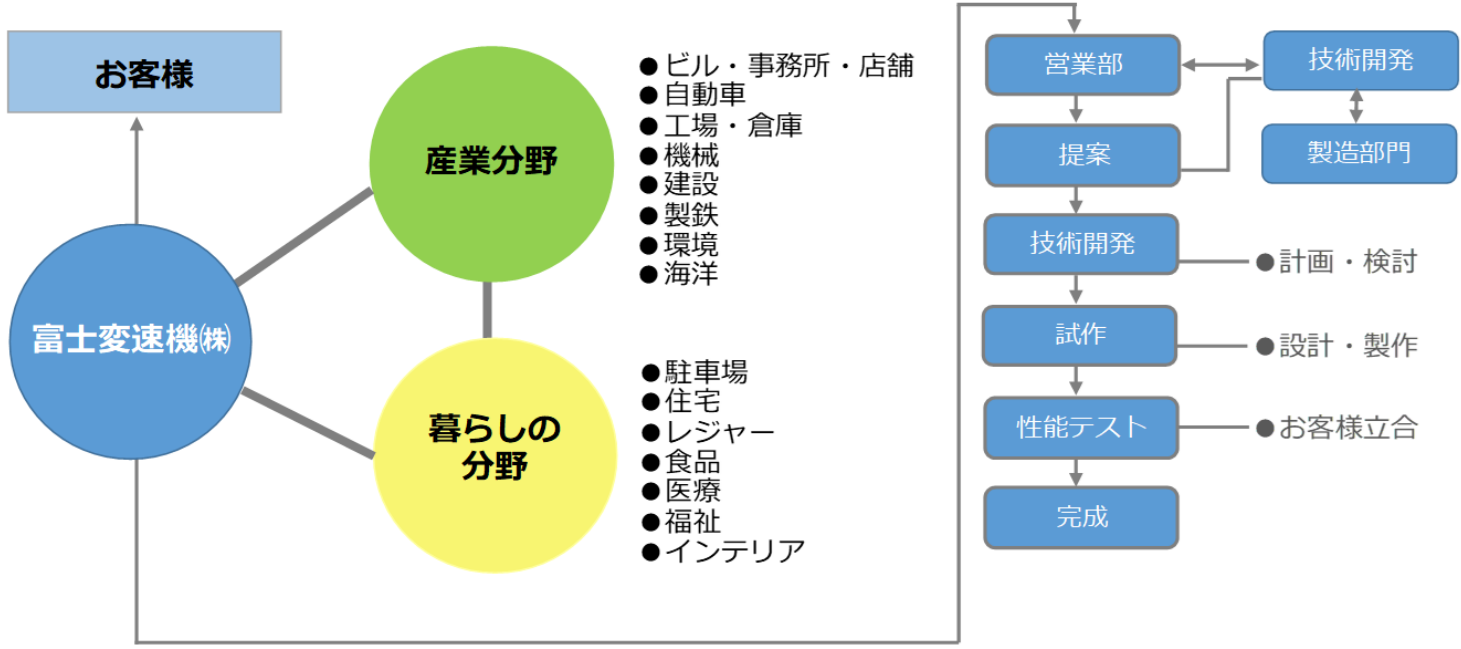 お客様
富士変速機㈱
産業分野
●ビル・事務所・店舗
●自動車
●工場・倉庫
●機械
●建設
●製鉄
●環境
●海洋
暮らしの
分野
●駐車場
●住宅
●レジャー
●食品
●医療
●福祉
●インテリア
営業部
技術開発
提案
製造部門
技術開発
●計画・検討
試作
●設計・製作
性能テスト
●お客様立合
完成